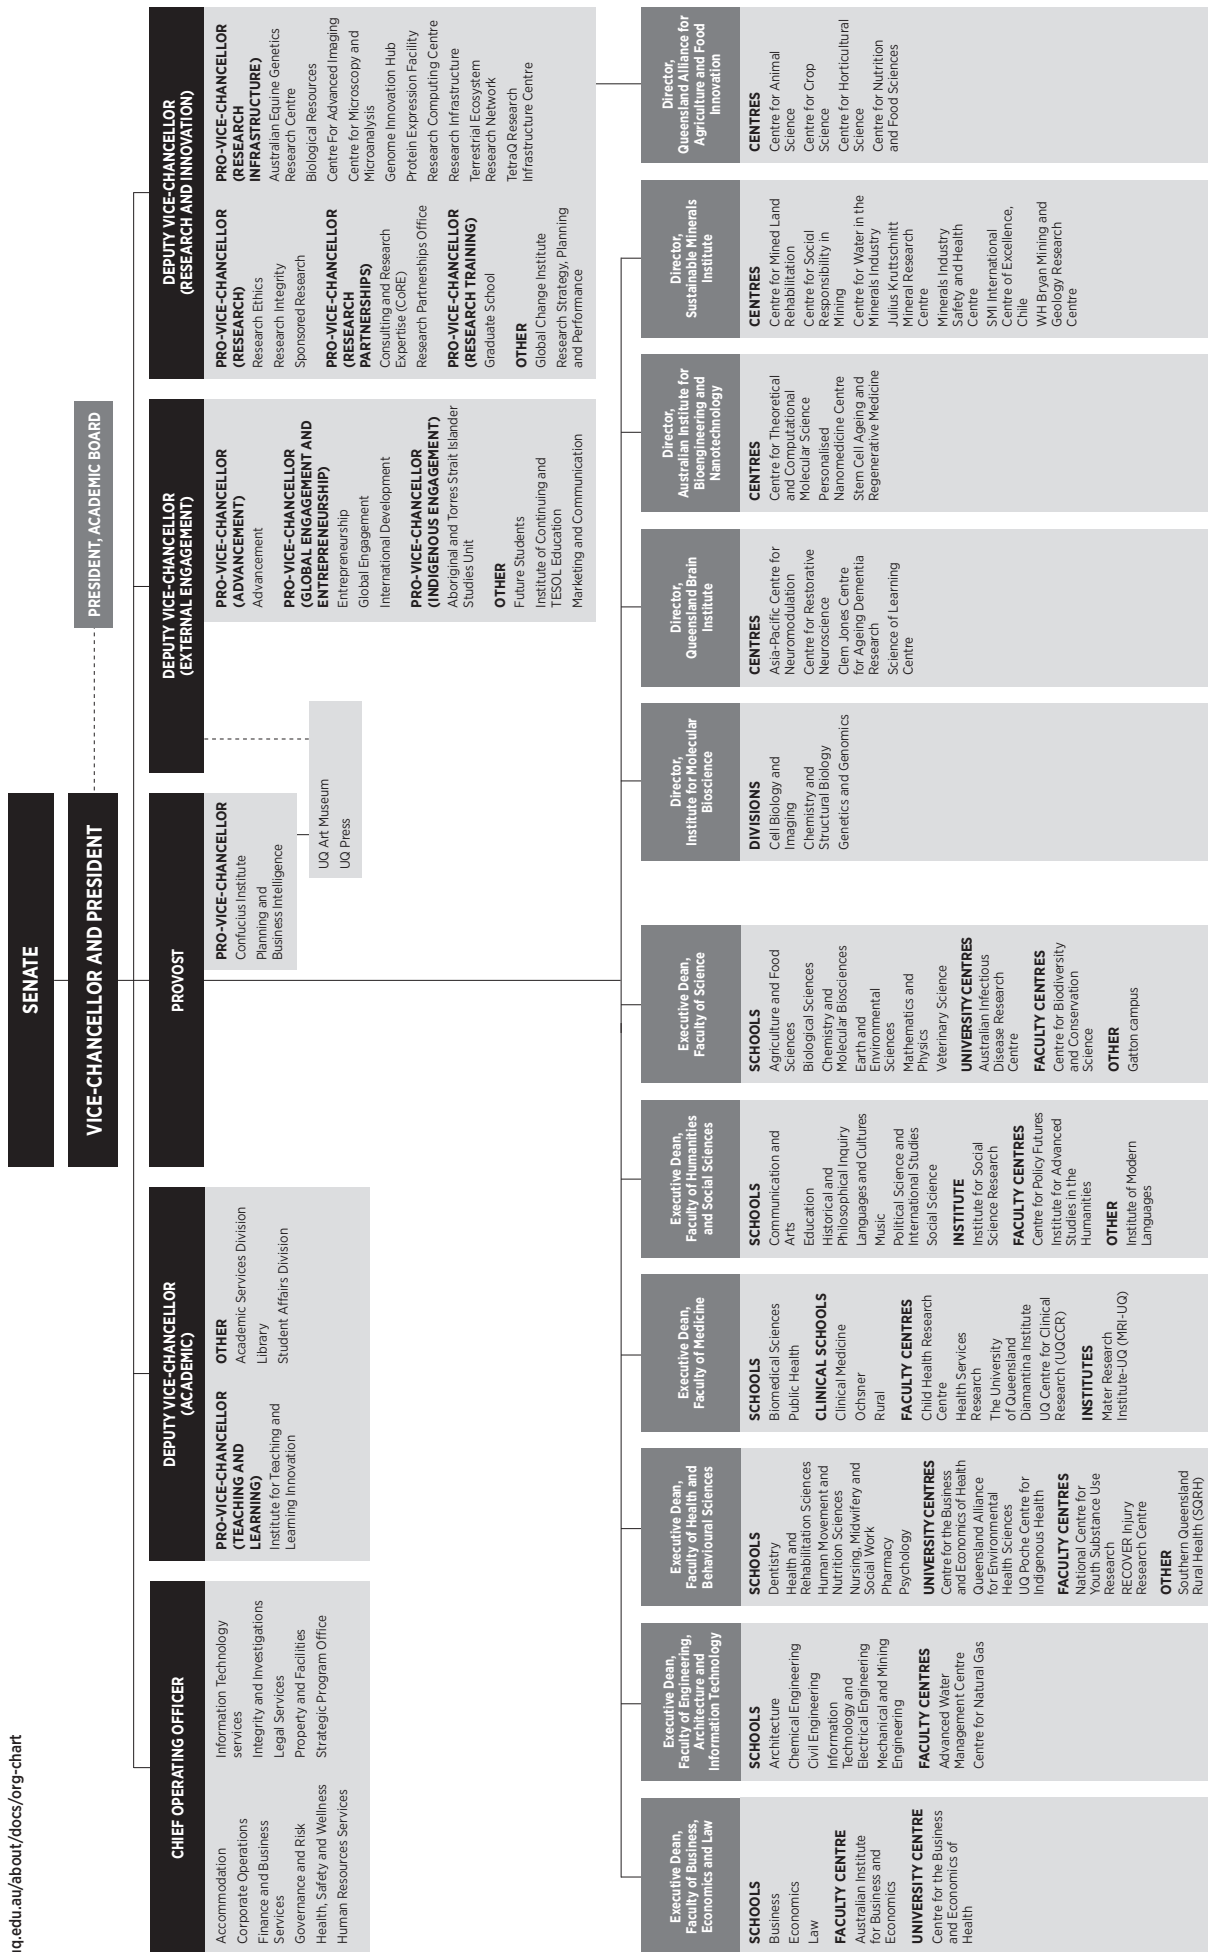 uq.edu.au/about/docs/org-chart
SENATE
VICE-CHANCELLOR AND PRESIDENT
PRESIDENT, ACADEMIC BOARD
CHIEF OPERATING OFFICER
Accommodation
Corporate Operations
Finance and Business
Services
Governance and Risk
Health, Safety and Wellness
Human Resources Services
Information Technology
services
Integrity and Investigations
Legal Services
Property and Facilities
Strategic Program Office
DEPUTY VICE-CHANCELLOR
(ACADEMIC)
PRO-VICE-CHANCELLOR
(TEACHING AND
LEARNING)
Institute for Teaching and
Learning Innovation
OTHER
Academic Services Division
Library
Student Affairs Division
PROVOST
PRO-VICE-CHANCELLOR
Confucius Institute
Planning and
Business Intelligence
UQ Art Museum
UQ Press
DEPUTY VICE-CHANCELLOR
(EXTERNAL ENGAGEMENT)
PRO-VICE-CHANCELLOR
(ADVANCEMENT)
Advancement
PRO-VICE-CHANCELLOR
(GLOBAL ENGAGEMENT AND
ENTREPRENEURSHIP)
Entrepreneurship
Global Engagement
International Development
PRO-VICE-CHANCELLOR
(INDIGENOUS ENGAGEMENT)
Aboriginal and Torres Strait Islander
Studies Unit
OTHER
Future Students
Institute of Continuing and
TESOL Education
Marketing and Communication
DEPUTY VICE-CHANCELLOR
(RESEARCH AND INNOVATION)
PRO-VICE-CHANCELLOR
(RESEARCH)
Research Ethics
Research Integrity
Sponsored Research
PRO-VICE-CHANCELLOR
(RESEARCH
PARTNERSHIPS)
Consulting and Research
Expertise (CoRE)
Research Partnerships Office
PRO-VICE-CHANCELLOR
(RESEARCH TRAINING)
Graduate School
OTHER
Global Change Institute
Research Strategy, Planning
and Performance
PRO-VICE-CHANCELLOR
(RESEARCH
INFRASTRUCTURE)
Australian Equine Genetics
Research Centre
Biological Resources
Centre For Advanced Imaging
Centre for Microscopy and
Microanalysis
Genome Innovation Hub
Protein Expression Facility
Research Computing Centre
Research Infrastructure
Terrestrial Ecosystem
Research Network
TetraQ Research
Infrastructure Centre
Executive Dean,
Faculty of Business,
Economics and Law
SCHOOLS
Business
Economics
Law
FACULTY CENTRE
Australian Institute
for Business and
Economics
UNIVERSITY CENTRE
Centre for the Business
and Economics of
Health
Executive Dean,
Faculty of Engineering,
Architecture and
Information Technology
SCHOOLS
Architecture
Chemical Engineering
Civil Engineering
Information
Technology and
Electrical Engineering
Mechanical and Mining
Engineering
FACULTY CENTRES
Advanced Water
Management Centre
Centre for Natural Gas
Executive Dean,
Faculty of Health and
Behavioural Sciences
SCHOOLS
Dentistry
Health and
Rehabilitation Sciences
Human Movement and
Nutrition Sciences
Nursing, Midwifery and
Social Work
Pharmacy
Psychology
UNIVERSITY CENTRES
Centre for the Business
and Economics of Health
Queensland Alliance
for Environmental
Health Sciences
UQ Poche Centre for
Indigenous Health
FACULTY CENTRES
National Centre for
Youth Substance Use
Research
RECOVER Injury
Research Centre
OTHER
Southern Queensland
Rural Health (SQRH)
Executive Dean,
Faculty of Medicine
SCHOOLS
Biomedical Sciences
Public Health
CLINICAL SCHOOLS
Clinical Medicine
Ochsner
Rural
FACULTY CENTRES
Child Health Research
Centre
Health Services
Research
The University
of Queensland
Diamantina Institute
UQ Centre for Clinical
Research (UQCCR)
INSTITUTES
Mater Research
Institute-UQ (MRI-UQ)
Executive Dean,
Faculty of Humanities
and Social Sciences
SCHOOLS
Communication and
Arts
Education
Historical and
Philosophical Inquiry
Languages and Cultures
Music
Political Science and
International Studies
Social Science
INSTITUTE
Institute for Social
Science Research
FACULTY CENTRES
Centre for Policy Futures
Institute for Advanced
Studies in the
Humanities
OTHER
Institute of Modern
Languages
Executive Dean,
Faculty of Science
SCHOOLS
Agriculture and Food
Sciences
Biological Sciences
Chemistry and
Molecular Biosciences
Earth and
Environmental
Sciences
Mathematics and
Physics
Veterinary Science
UNIVERSITY CENTRES
Australian Infectious
Disease Research
Centre
FACULTY CENTRES
Centre for Biodiversity
and Conservation
Science
OTHER
Gatton campus
Director,
Institute for Molecular
Bioscience
DIVISIONS
Cell Biology and
Imaging
Chemistry and
Structural Biology
Genetics and Genomics
Director,
Queensland Brain
Institute
CENTRES
Asia-Pacific Centre for
Neuromodulation
Centre for Restorative
Neuroscience
Clem Jones Centre
for Ageing Dementia
Research
Science of Learning
Centre
Director,
Australian Institute for
Bioengineering and
Nanotechnology
CENTRES
Centre for Theoretical
and Computational
Molecular Science
Personalised
Nanomedicine Centre
Stem Cell Ageing and
Regenerative Medicine
Director,
Sustainable Minerals
Institute
CENTRES
Centre for Mined Land
Rehabilitation
Centre for Social
Responsibility in
Mining
Centre for Water in the
Minerals Industry
Julius Kruttschnitt
Mineral Research
Centre
Minerals Industry
Safety and Health
Centre
SMI International
Centre of Excellence,
Chile
WH Bryan Mining and
Geology Research
Centre
Director,
Queensland Alliance for
Agriculture and Food
Innovation
CENTRES
Centre for Animal
Science
Centre for Crop
Science
Centre for Horticultural
Science
Centre for Nutrition
and Food Sciences